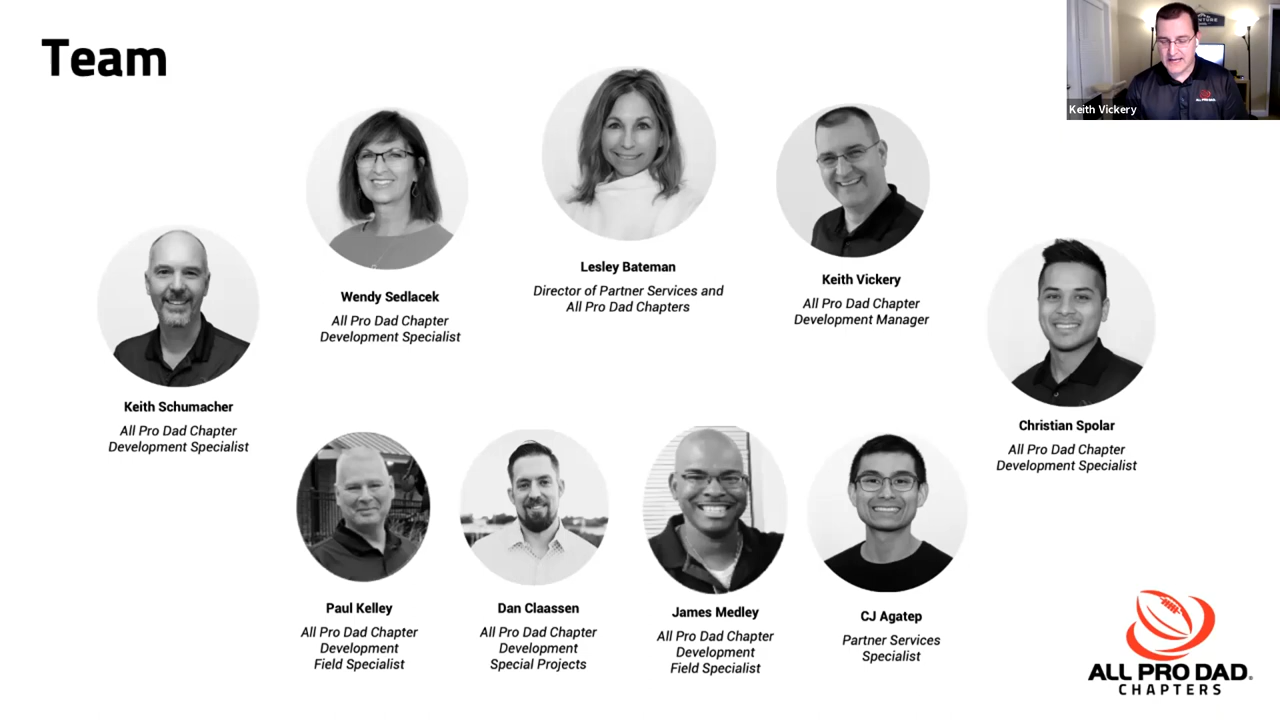 Team
Keith Vickery
ALL PRO DAD
Lesley Bateman
Director of Partner Services and
All Pro Dad Chapters
Keith Vickery
All Pro Dad Chapter
Development Manager
Wendy Sedlacek
All Pro Dad Chapter
Development Specialist
Keith Schumacher
All Pro Dad Chapter
Development Specialist
Christian Spolar
All Pro Dad Chapter
Development Specialist
Paul Kelley
All Pro Dad Chapter
Development
Field Specialist
Dan Claassen
All Pro Dad Chapter
Development
Special Projects
James Medley
All Pro Dad Chapter
Development
Field Specialist
CJ Agatep
Partner Services
Specialist
ALL PRO DAD
CHAPTERS